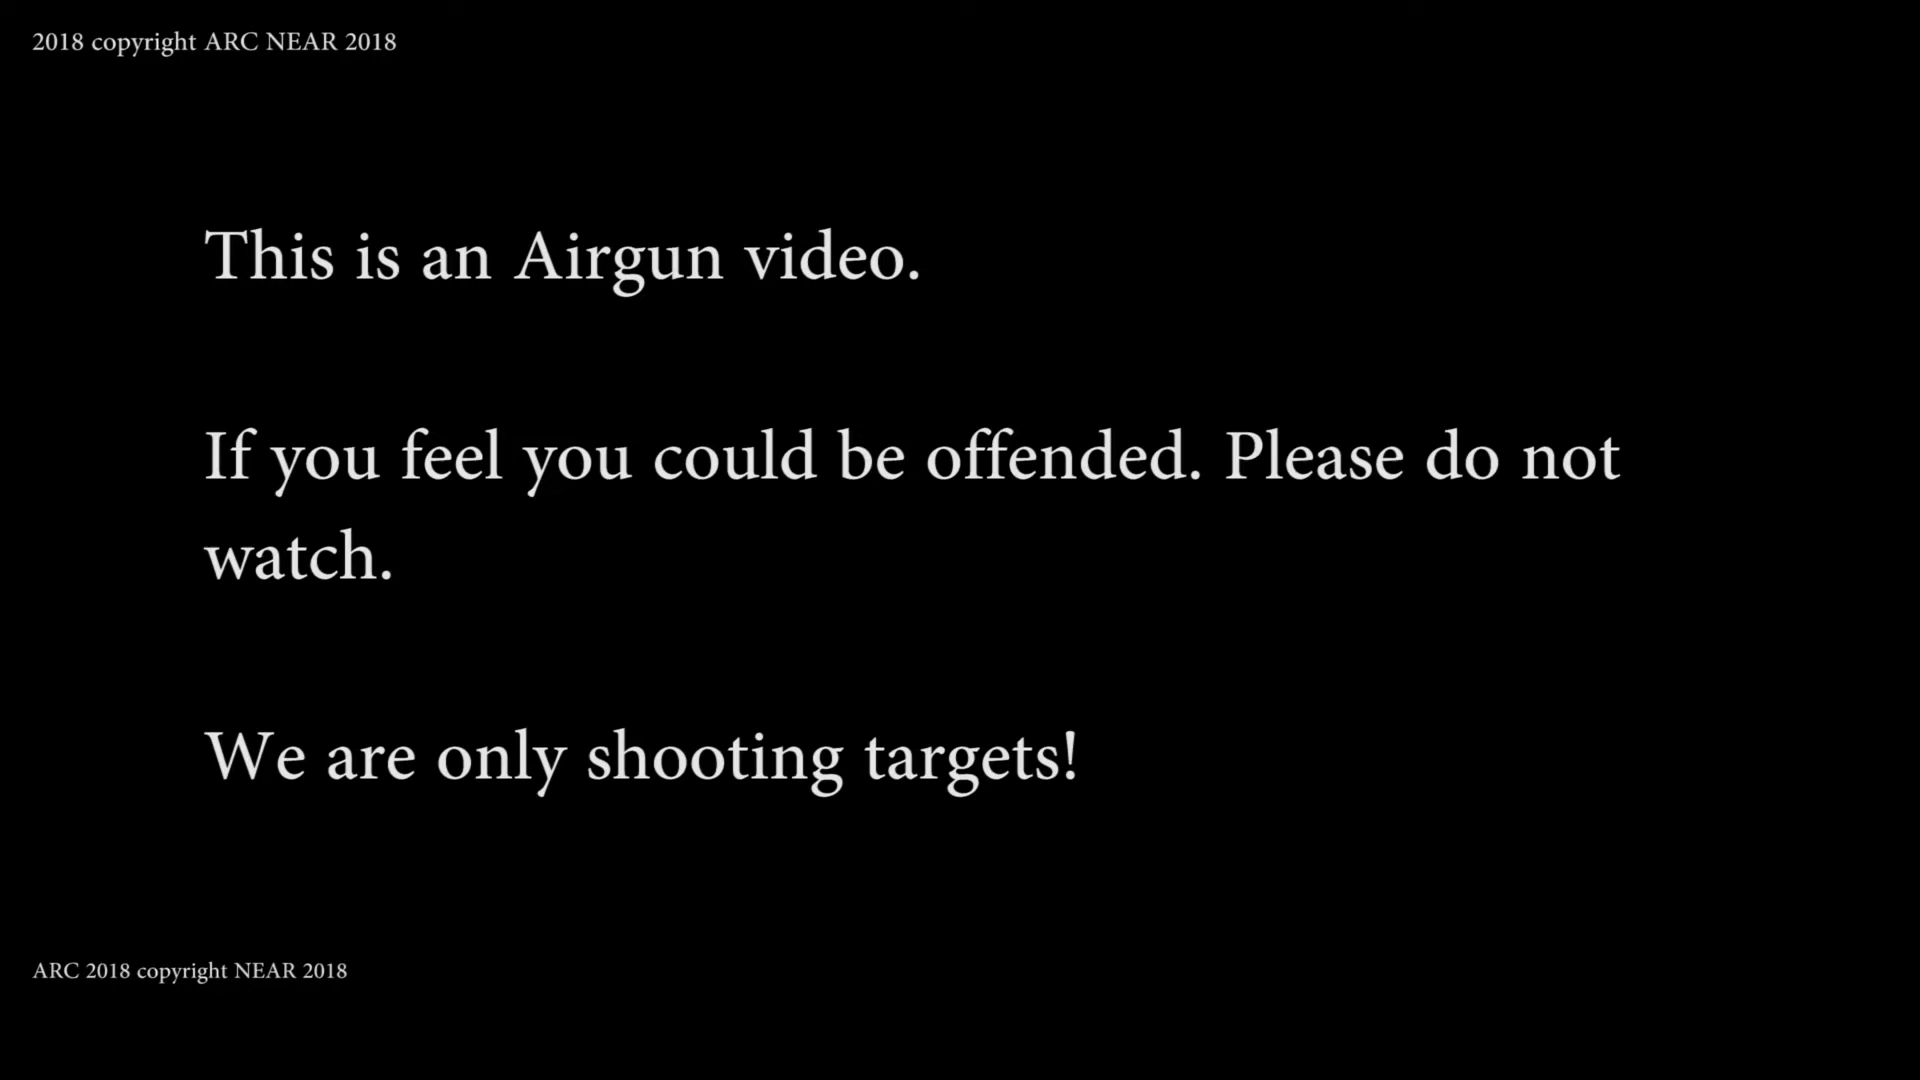 2018 copyright ARC NEAR 2018
This is an Airgun video.
If you feel you could be offended. Please do not
watch.
We are only shooting targets!
ARC 2018 copyright NEAR 2018